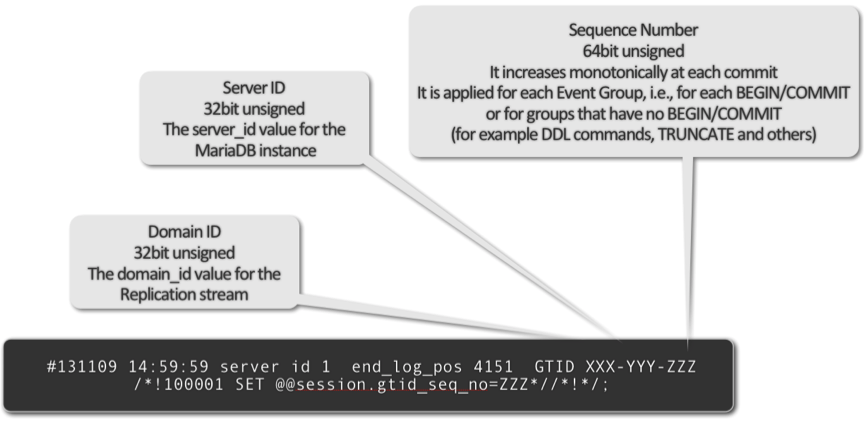 Sequence Number
64bit unsigned
It increases monotonically at each commit
It is applied for each Event Group, i.e., for each BEGIN/COMMIT
or for groups that have no BEGIN/COMMIT
(for example DDL commands, TRUNCATE and others)
Server ID
32bit unsigned
The server_id value for the
MariaDB instance
Domain ID
32bit unsigned
The domain_id value for the
Replication stream
#131109 14:59:59 server id 1  end_log_pos 4151  GTID XXX-YYY-ZZZ
/*!100001 SET @@session.gtid_seq_no=ZZZ*//*!*/;